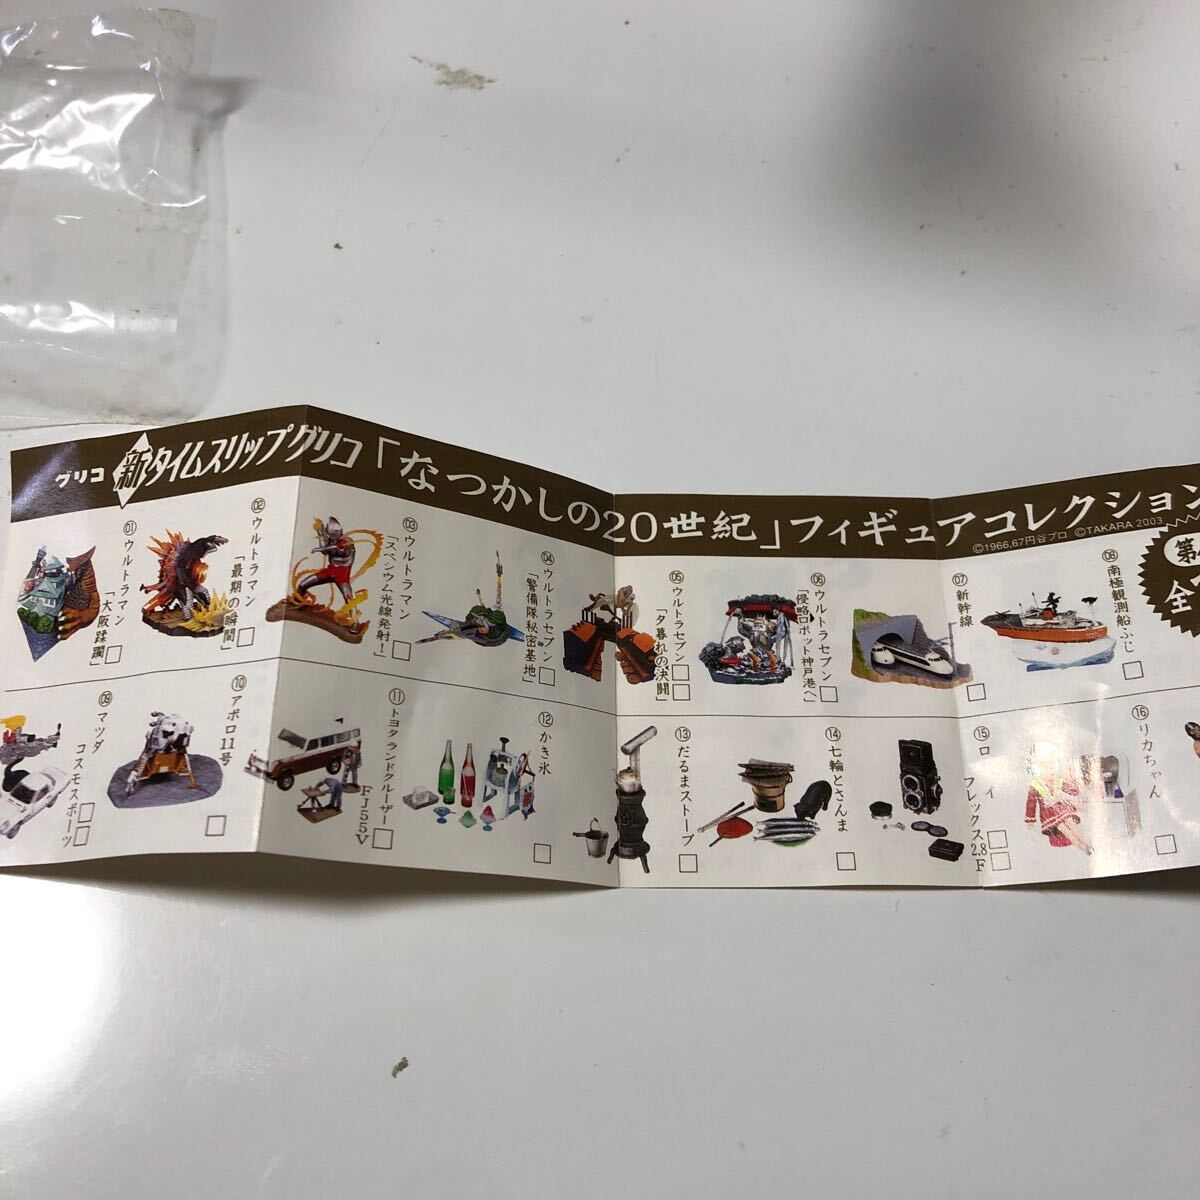 グリコ 新タイムスリップグリコ「なつかしの20世紀」フィギュアコレクション
©1966,67円谷プロ ©TAKARA 2003
全
01 ウルトラマン
「大阪蹂躙」
02 ウルトラマン
「最期の瞬間」
03 ウルトラマン
「スペシウム光線発射!」
04 ウルトラセブン
「警備隊秘密基地」
05 ウルトラセブン
「夕暮れの決闘」
06 ウルトラセブン
「侵略ロボット神戸港へ」
07 新幹線
08 南極観測船ふじ
09 マツダ
コスモスポーツ
10 アポロ11号
11 トヨタランドクルーザー
FJ55V
12 かき氷
13 だるまストーブ
14 七輪とさんま
15 ロ イ
フレックス2.8F
16 リカちゃん